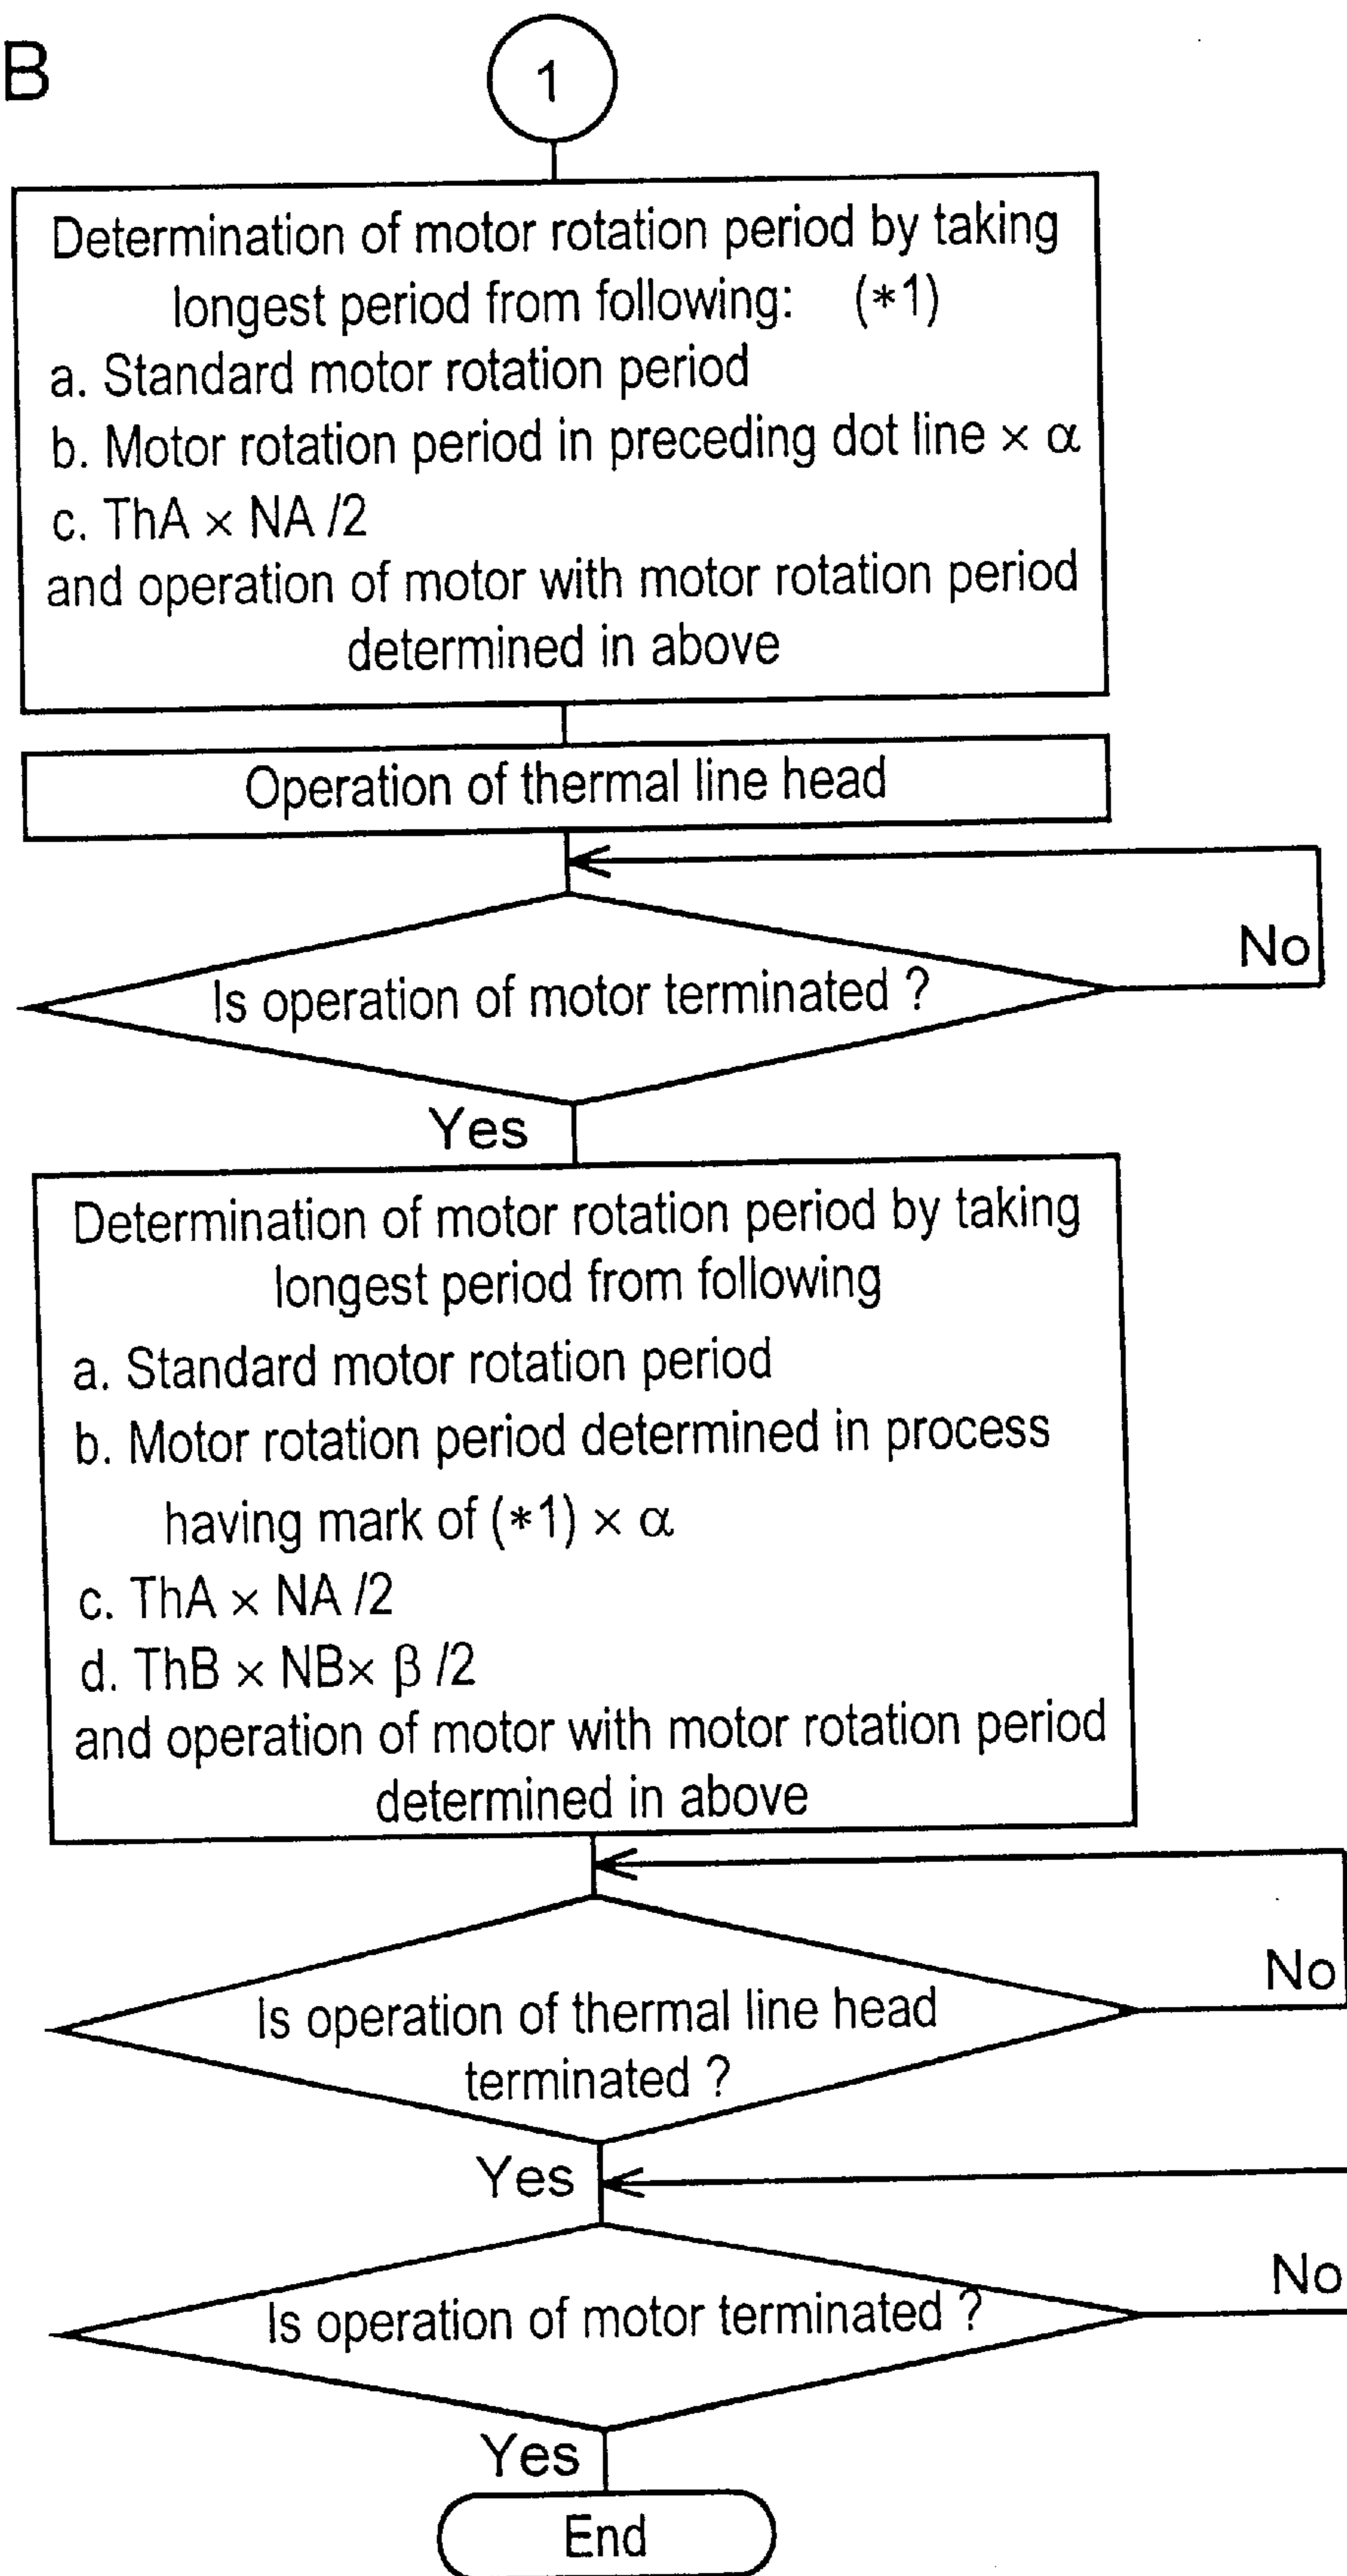 B
1
Determination of motor rotation period by taking
longest period from following: (*1)
a. Standard motor rotation period
b. Motor rotation period in preceding dot line × α
c. ThA × NA /2
and operation of motor with motor rotation period
determined in above
Operation of thermal line head
No
Is operation of motor terminated ?
Yes
Determination of motor rotation period by taking
longest period from following
a. Standard motor rotation period
b. Motor rotation period determined in process
having mark of (*1) × α
c. ThA × NA /2
d. ThB × NB× β /2
and operation of motor with motor rotation period
determined in above
No
Is operation of thermal line head
terminated ?
Yes
No
Is operation of motor terminated ?
Yes
End